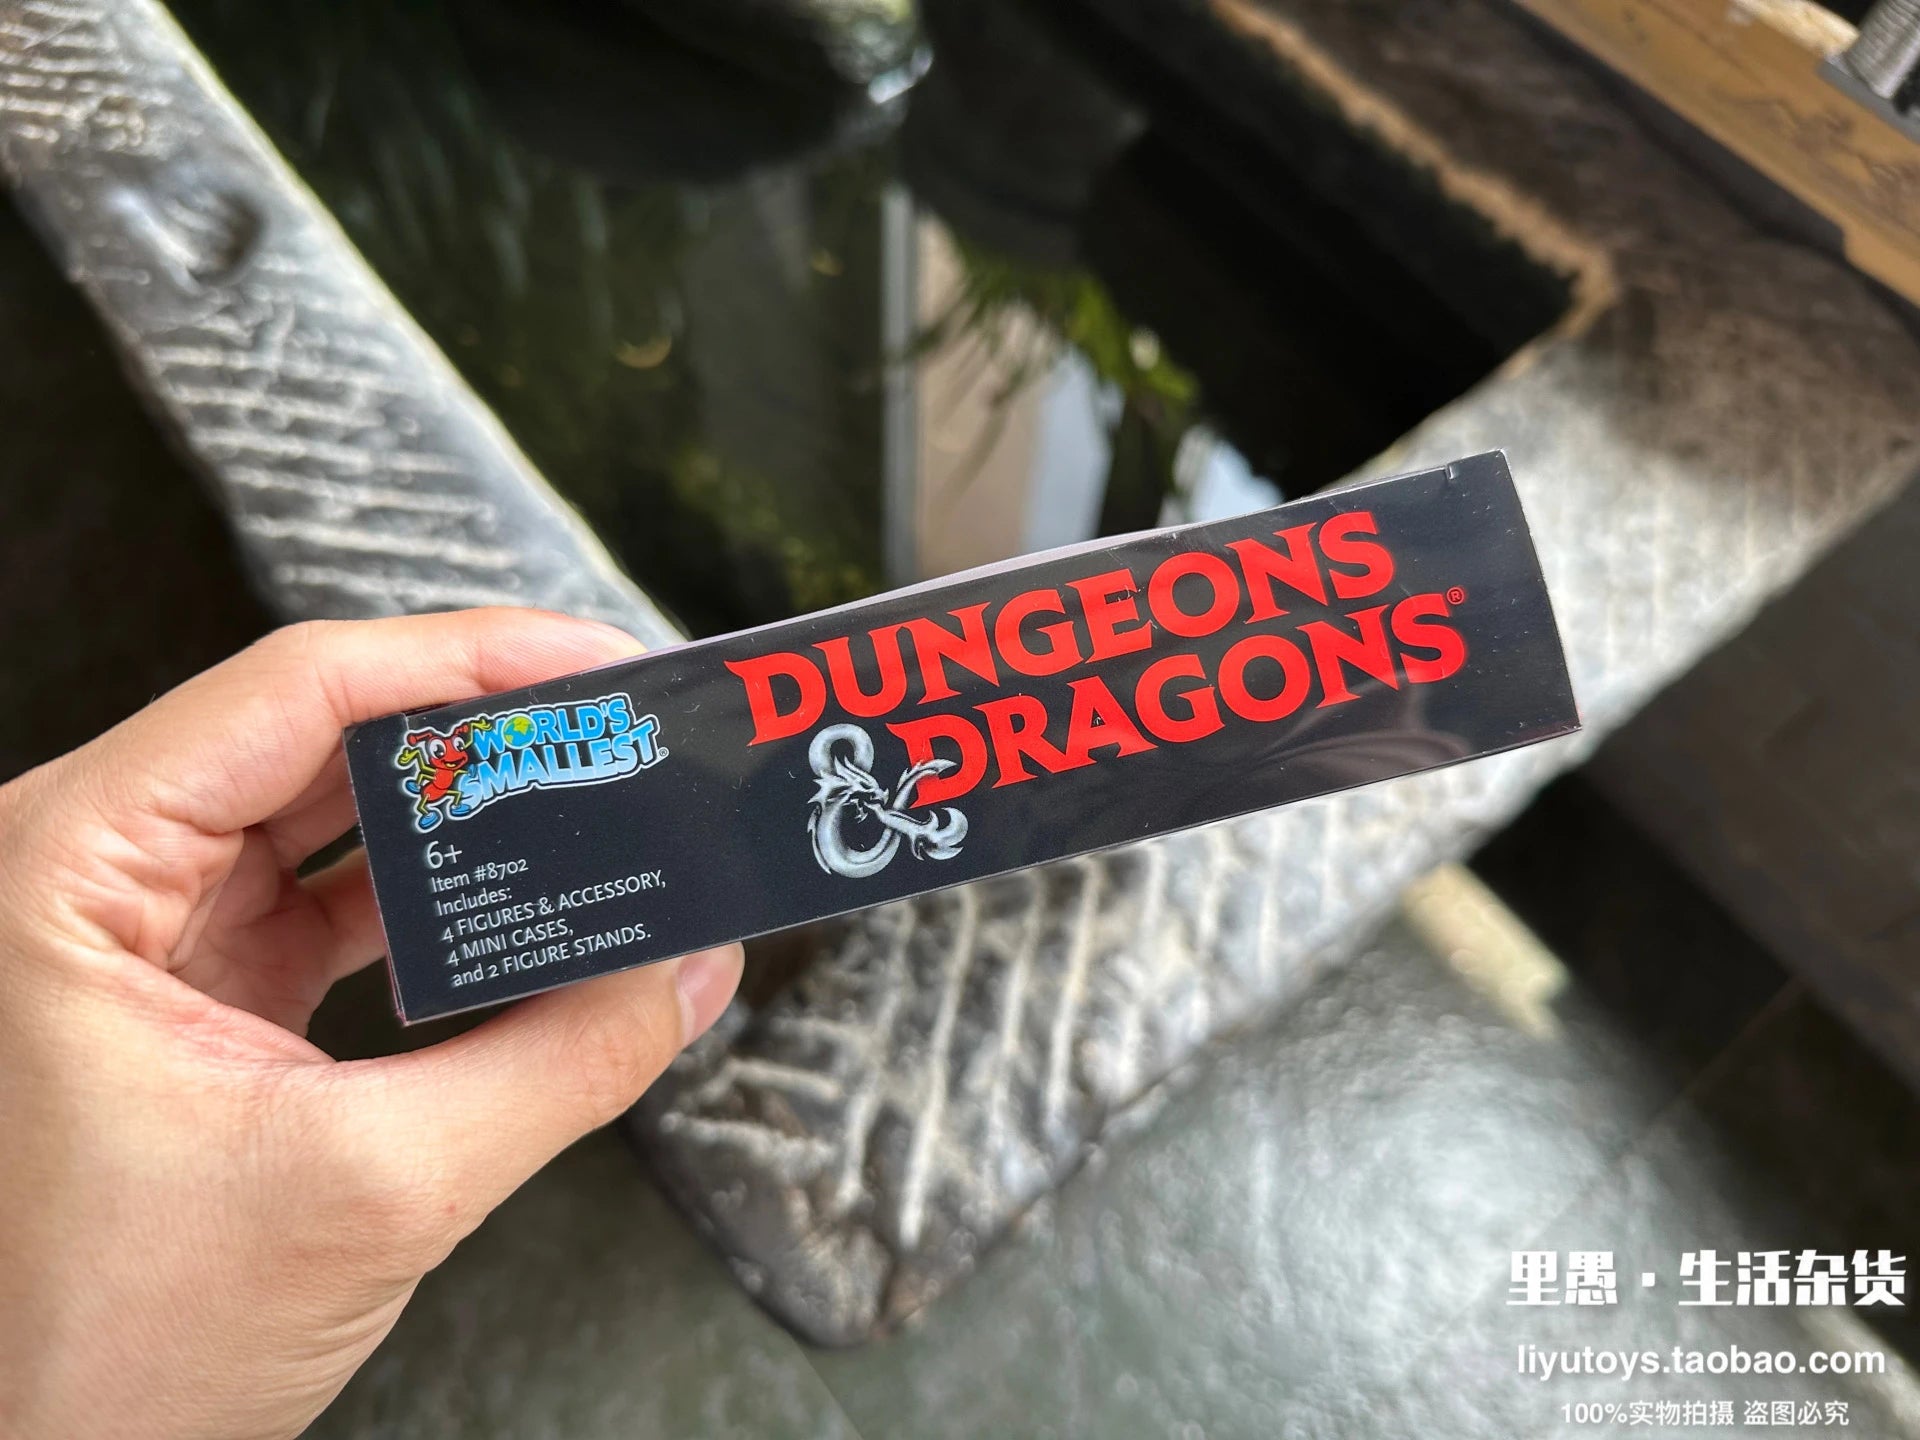 WORLD'S
SMALLEST®
6+
Item #8702
Includes:
4 FIGURES & ACCESSORY,
4 MINI CASES,
and 2 FIGURE STANDS.
DUNGEONS
& DRAGONS®
里愚·生活杂货
liyutoys.taobao.com
100%实物拍摄 盗图必究